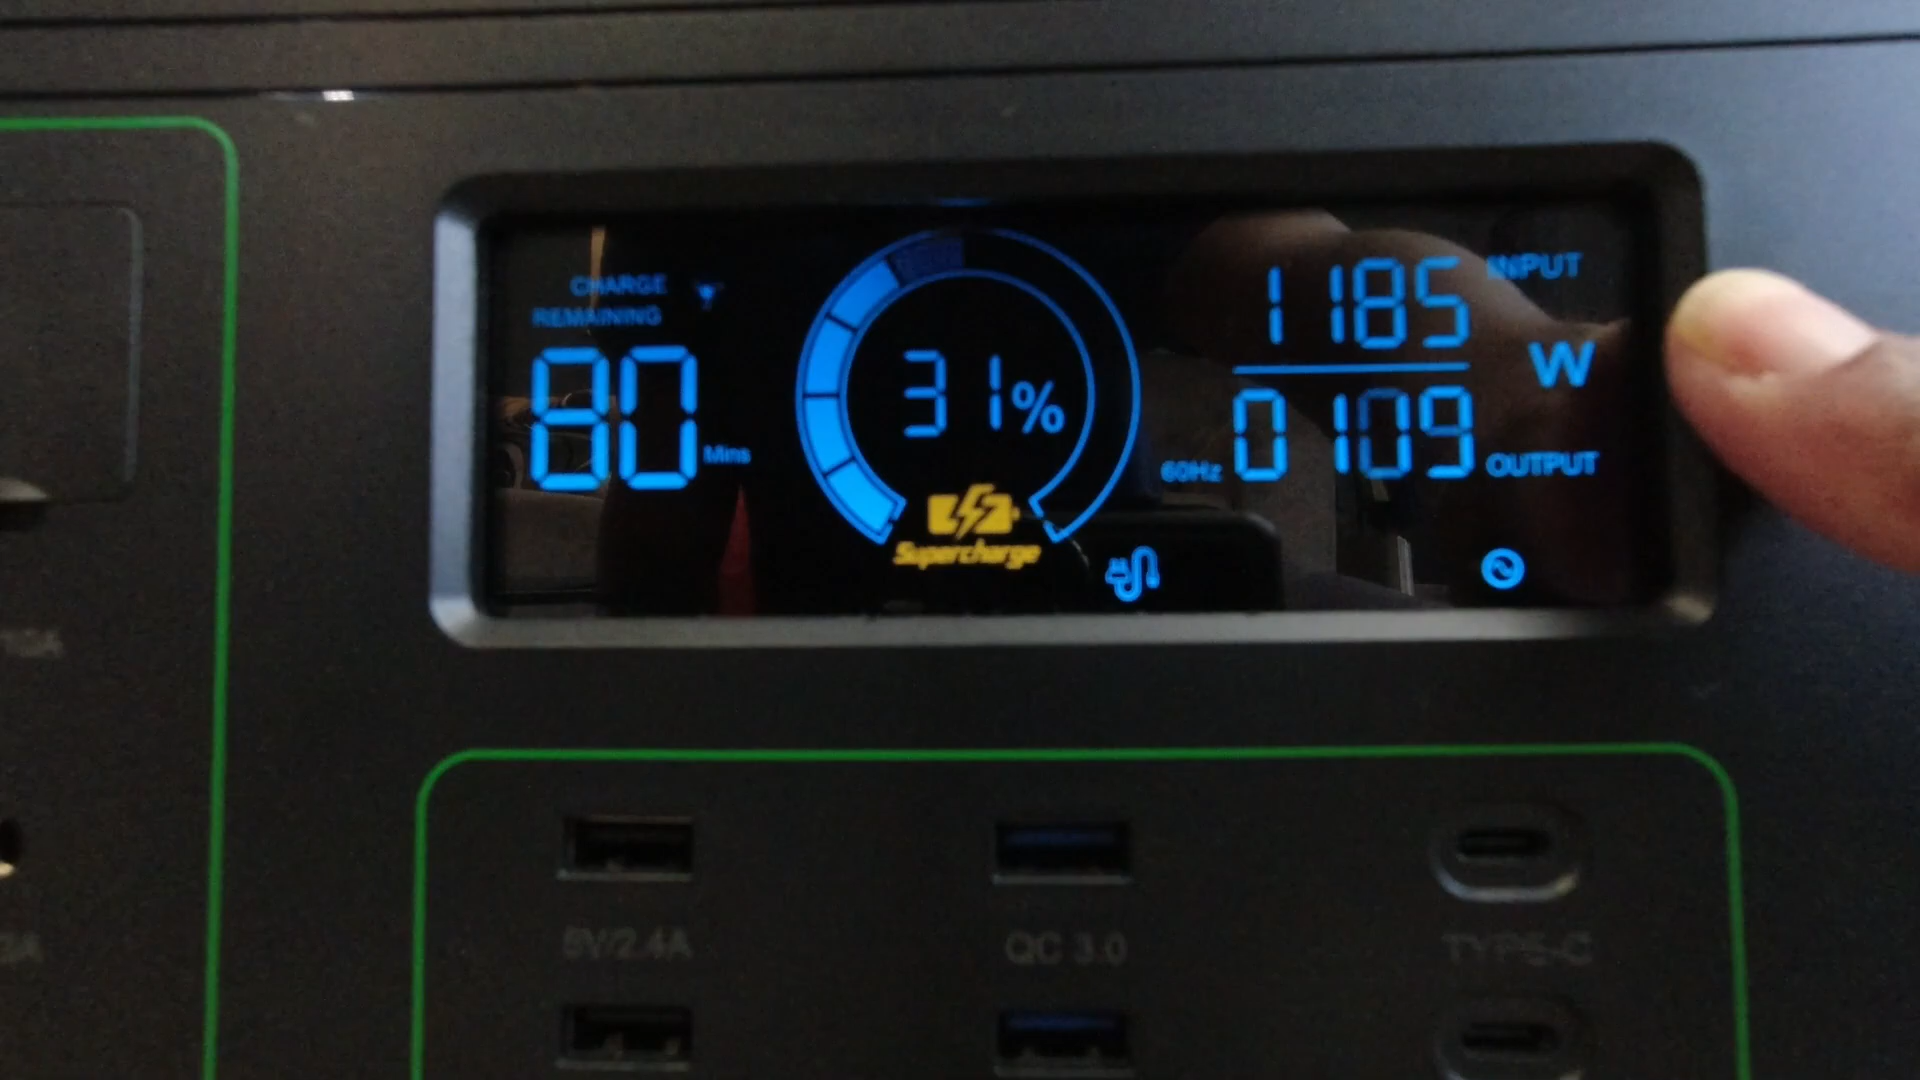 CHARGE
REMAINING
80 Mins
31%
Supercharge
1185 INPUT
W
60Hz 0109 OUTPUT
5V/2.4A QC 3.0 TYPE-C